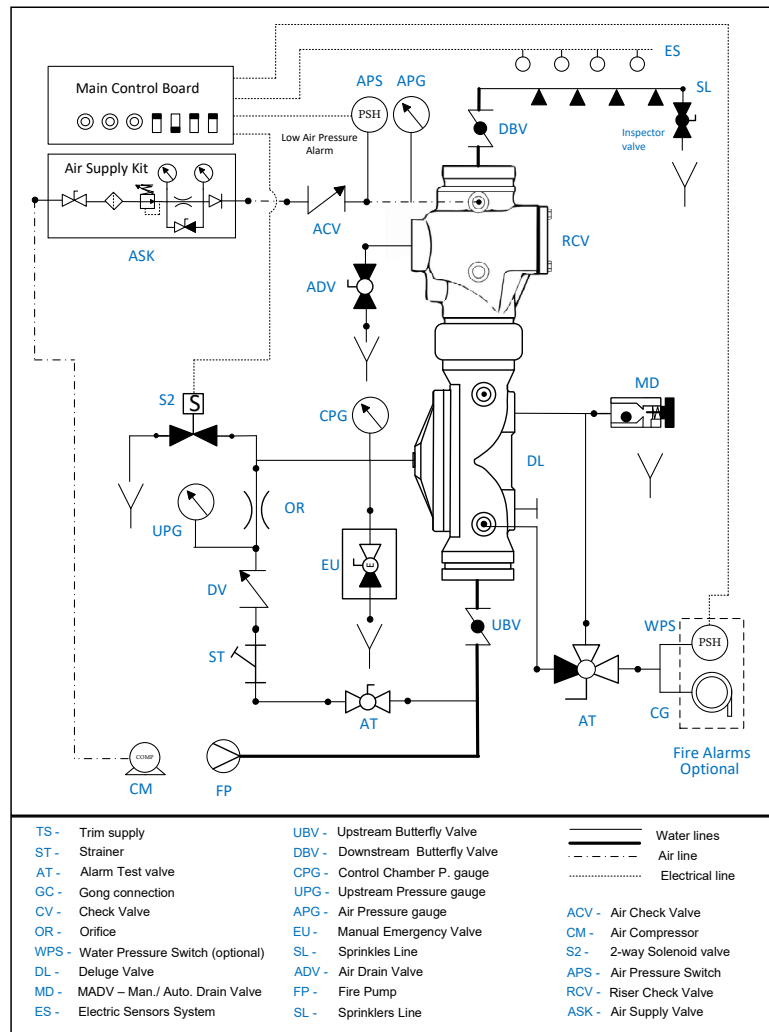 ES
APS
APG
Main Control Board
SL
PSH
DBV
Low Air Pressure
Alarm
Inspector
valve
Air Supply Kit
ACV
RCV
ASK
ADV
S2
S
CPG
MD
DL
OR
UPG
EU
E
DV
UBV
WPS
ST
PSH
AT
AT
CG
COMP
Fire Alarms
Optional
CM
FP
TS - Trim supply
ST - Strainer
AT - Alarm Test valve
GC - Gong connection
CV - Check Valve
OR - Orifice
WPS - Water Pressure Switch (optional)
DL - Deluge Valve
MD - MADV – Man./ Auto. Drain Valve
ES - Electric Sensors System
UBV - Upstream Butterfly Valve
DBV - Downstream Butterfly Valve
CPG - Control Chamber P. gauge
UPG - Upstream Pressure gauge
APG - Air Pressure gauge
EU - Manual Emergency Valve
SL - Sprinkles Line
ADV - Air Drain Valve
FP - Fire Pump
SL - Sprinklers Line
Water lines
Air line
Electrical line
ACV - Air Check Valve
CM - Air Compressor
S2 - 2-way Solenoid valve
APS - Air Pressure Switch
RCV - Riser Check Valve
ASK - Air Supply Valve